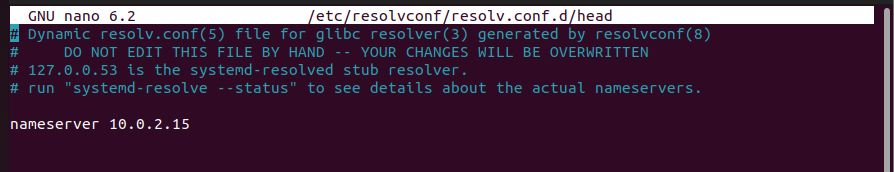 GNU nano 6.2 /etc/resolvconf/resolv.conf.d/head
# Dynamic resolv.conf(5) file for glibc resolver(3) generated by resolvconf(8)
# DO NOT EDIT THIS FILE BY HAND -- YOUR CHANGES WILL BE OVERWRITTEN
# 127.0.0.53 is the systemd-resolved stub resolver.
# run "systemd-resolve --status" to see details about the actual nameservers.
nameserver 10.0.2.15